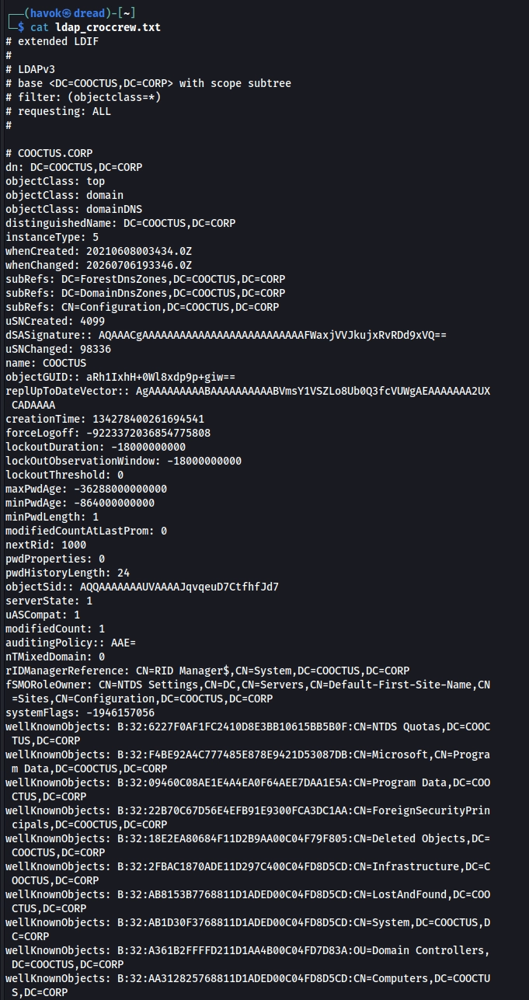 ┌──(havok㉿dread)-[~]
└─$ cat ldap_croccrew.txt
# extended LDIF
#
# LDAPv3
# base <DC=COOCTUS,DC=CORP> with scope subtree
# filter: (objectclass=*)
# requesting: ALL
#
# COOCTUS.CORP
dn: DC=COOCTUS,DC=CORP
objectClass: top
objectClass: domain
objectClass: domainDNS
distinguishedName: DC=COOCTUS,DC=CORP
instanceType: 5
whenCreated: 20210608003434.0Z
whenChanged: 20260706193346.0Z
subRefs: DC=ForestDnsZones,DC=COOCTUS,DC=CORP
subRefs: DC=DomainDnsZones,DC=COOCTUS,DC=CORP
subRefs: CN=Configuration,DC=COOCTUS,DC=CORP
uSNCreated: 4099
dSASignature:: AQAAACgAAAAAAAAAAAAAAAAAAAAAAAAAAFWaxjVVJkujxRvRDd9xVQ==
uSNChanged: 98336
name: COOCTUS
objectGUID:: aRh1IxhH+0Wl8xdp9p+giw==
replUpToDateVector:: AgAAAAAAAAABAAAAAAAAAABVmsY1VSZLo8Ub0Q3fcVUWgAEAAAAAAA2UX
 CADAAAA
creationTime: 134278400261694541
forceLogoff: -9223372036854775808
lockoutDuration: -18000000000
lockOutObservationWindow: -18000000000
lockoutThreshold: 0
maxPwdAge: -36288000000000
minPwdAge: -864000000000
minPwdLength: 1
modifiedCountAtLastProm: 0
nextRid: 1000
pwdProperties: 0
pwdHistoryLength: 24
objectSid:: AQQAAAAAAAUVAAAAJqvqeuD7CtfhfJd7
serverState: 1
uASCompat: 1
modifiedCount: 1
auditingPolicy:: AAE=
nTMixedDomain: 0
rIDManagerReference: CN=RID Manager$,CN=System,DC=COOCTUS,DC=CORP
fSMORoleOwner: CN=NTDS Settings,CN=DC,CN=Servers,CN=Default-First-Site-Name,CN
 =Sites,CN=Configuration,DC=COOCTUS,DC=CORP
systemFlags: -1946157056
wellKnownObjects: B:32:6227F0AF1FC2410D8E3BB10615BB5B0F:CN=NTDS Quotas,DC=COOC
 TUS,DC=CORP
wellKnownObjects: B:32:F4BE92A4C777485E878E9421D53087DB:CN=Microsoft,CN=Progra
 m Data,DC=COOCTUS,DC=CORP
wellKnownObjects: B:32:09460C08AE1E4A4EA0F64AEE7DAA1E5A:CN=Program Data,DC=COO
 CTUS,DC=CORP
wellKnownObjects: B:32:22B70C67D56E4EFB91E9300FCA3DC1AA:CN=ForeignSecurityPrin
 cipals,DC=COOCTUS,DC=CORP
wellKnownObjects: B:32:18E2EA80684F11D2B9AA00C04F79F805:CN=Deleted Objects,DC=
 COOCTUS,DC=CORP
wellKnownObjects: B:32:2FBAC1870ADE11D297C400C04FD8D5CD:CN=Infrastructure,DC=C
 OOCTUS,DC=CORP
wellKnownObjects: B:32:AB8153B7768811D1ADED00C04FD8D5CD:CN=LostAndFound,DC=COO
 CTUS,DC=CORP
wellKnownObjects: B:32:AB1D30F3768811D1ADED00C04FD8D5CD:CN=System,DC=COOCTUS,D
 C=CORP
wellKnownObjects: B:32:A361B2FFFFD211D1AA4B00C04FD7D83A:OU=Domain Controllers,
 DC=COOCTUS,DC=CORP
wellKnownObjects: B:32:AA312825768811D1ADED00C04FD8D5CD:CN=Computers,DC=COOCTU
 S,DC=CORP